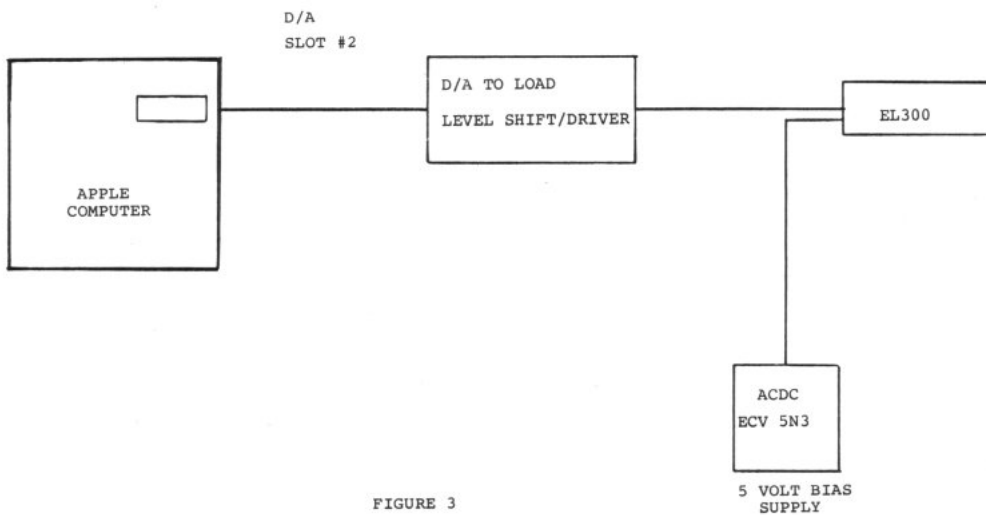 D/A
SLOT #2
D/A TO LOAD
LEVEL SHIFT/DRIVER
EL300
APPLE
COMPUTER
ACDC
ECV 5N3
5 VOLT BIAS
SUPPLY
FIGURE 3